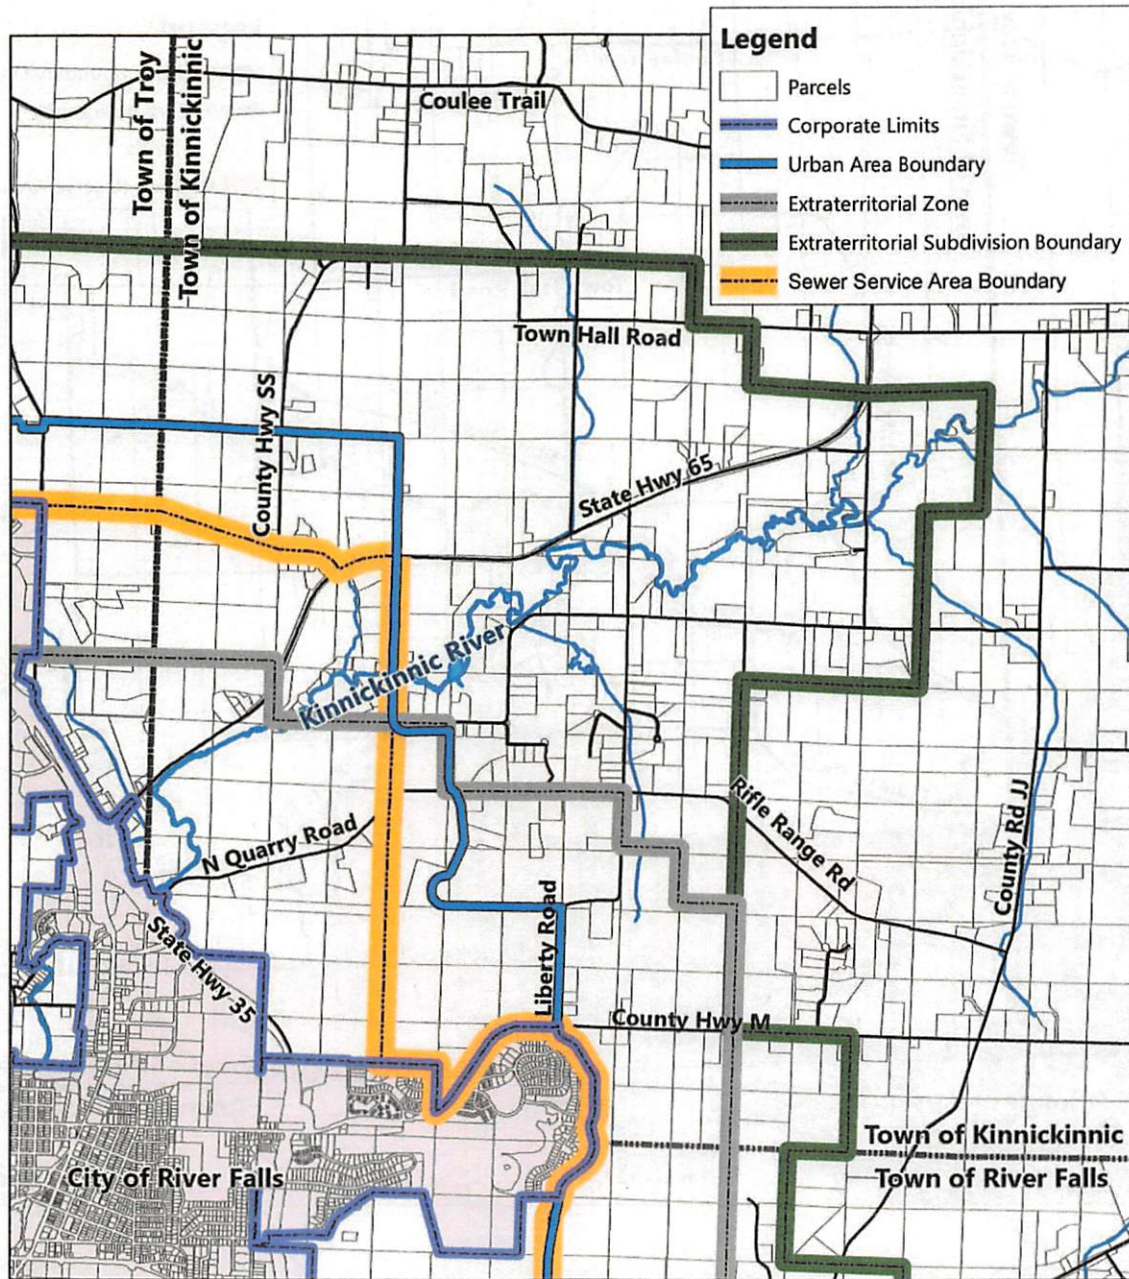 Legend
Parcels
Corporate Limits
Urban Area Boundary
Extraterritorial Zone
Extraterritorial Subdivision Boundary
Sewer Service Area Boundary
Town of Troy
Town of Kinnickinnic
Coulee Trail
Town Hall Road
County Hwy SS
State Hwy 65
Kinnickinnic River
N Quarry Road
Rifle Range Rd
County Rd JJ
Liberty Road
State Hwy 35
County Hwy M
Town of Kinnickinnic
Town of River Falls
City of River Falls